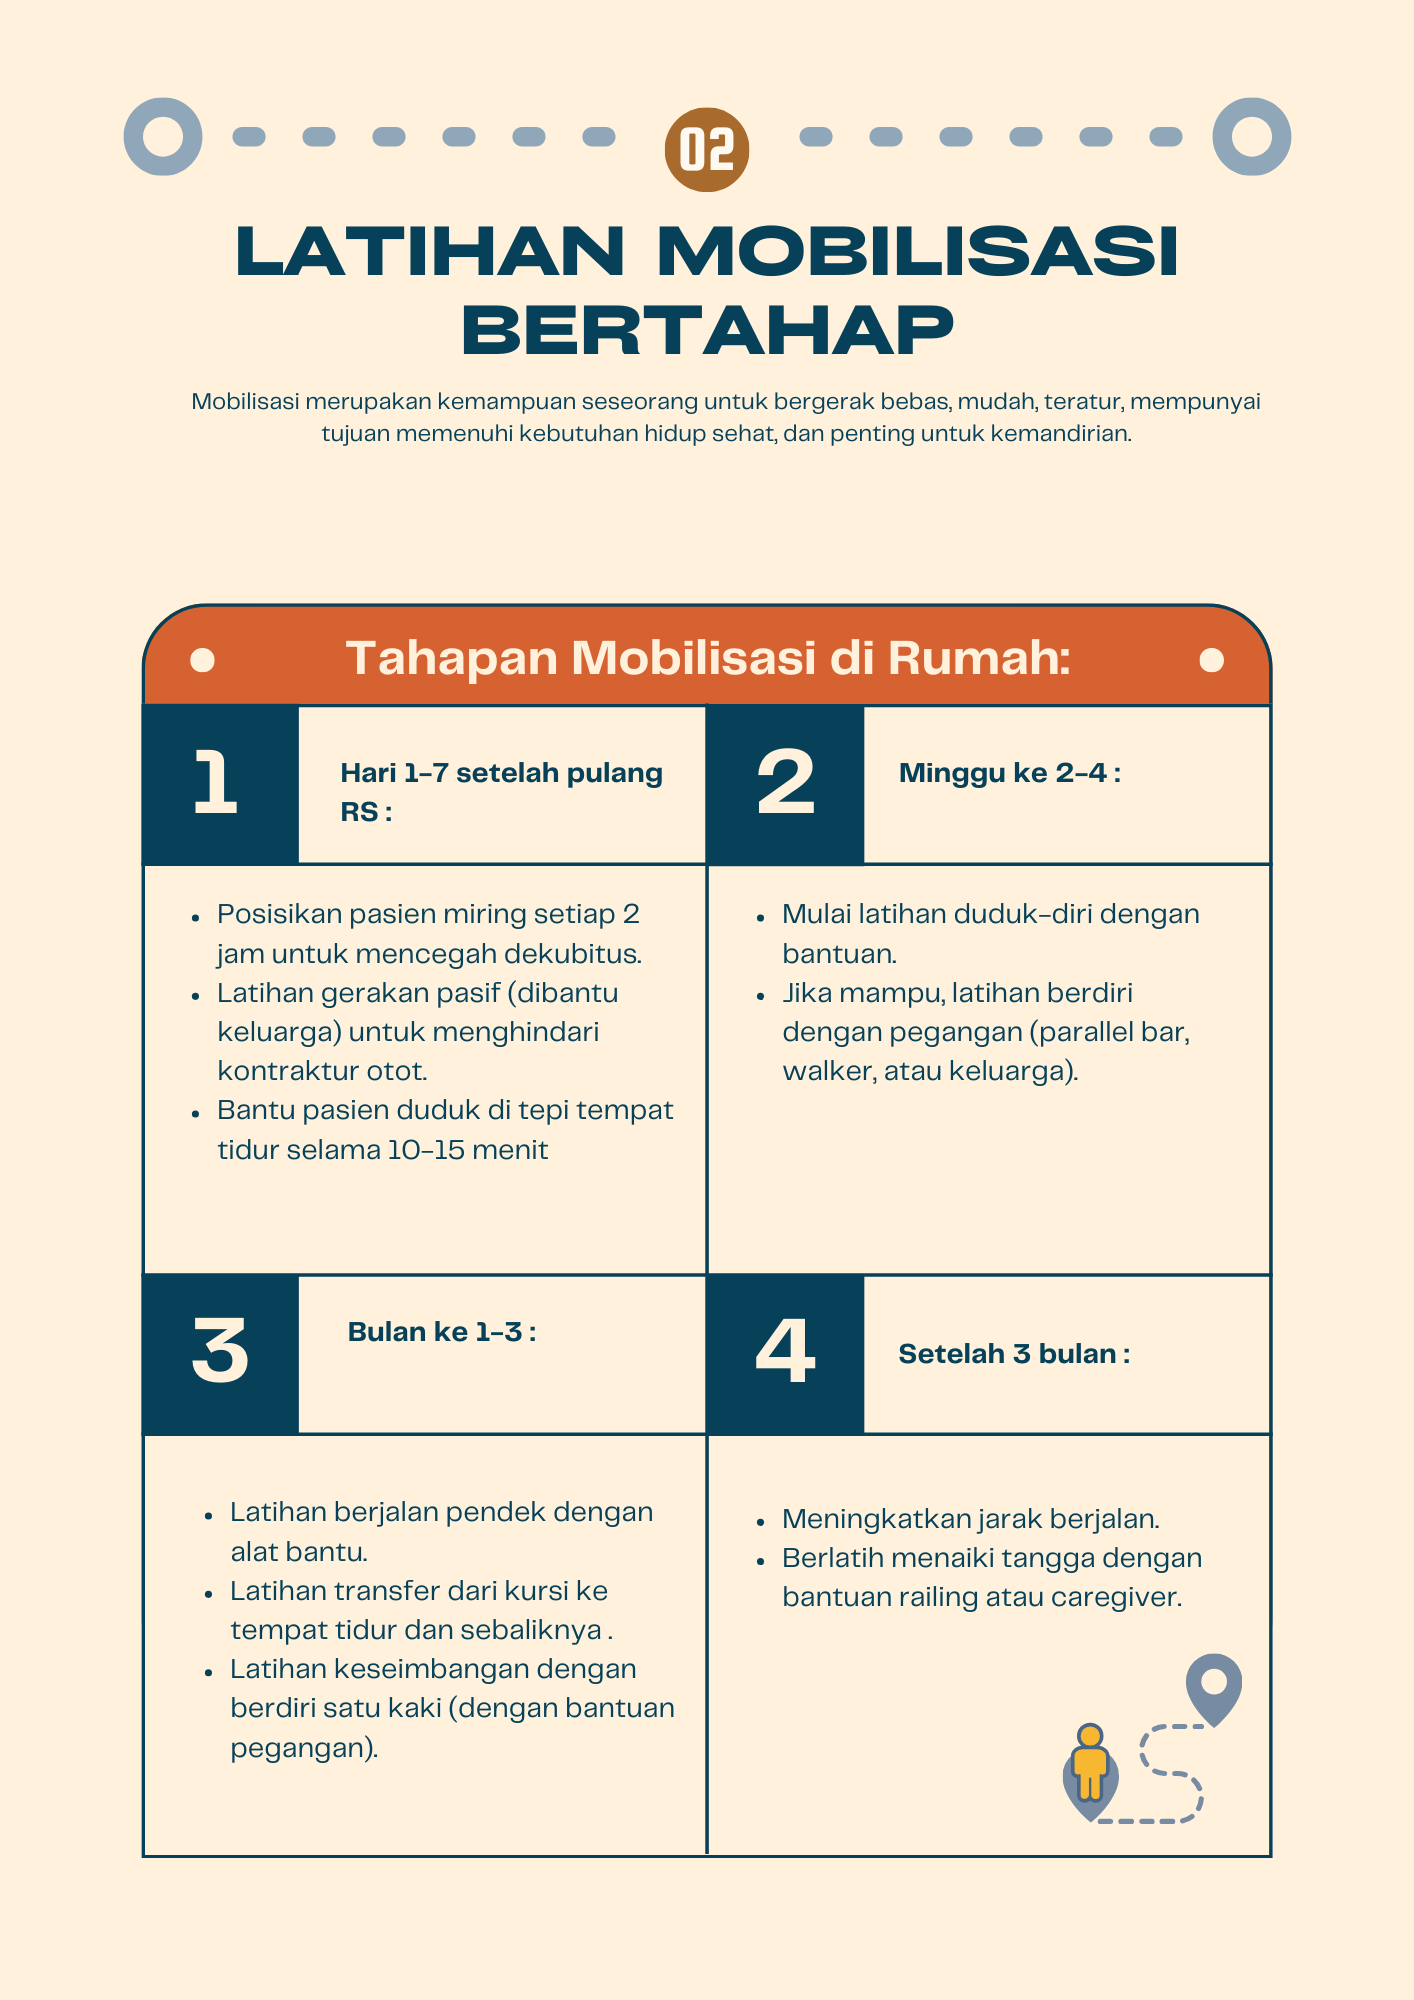 02
LATIHAN MOBILISASI
BERTAHAP
Mobilisasi merupakan kemampuan seseorang untuk bergerak bebas, mudah, teratur, mempunyai
tujuan memenuhi kebutuhan hidup sehat, dan penting untuk kemandirian.
Tahapan Mobilisasi di Rumah:
1
Hari 1-7 setelah pulang
RS :
• Posisikan pasien miring setiap 2
jam untuk mencegah dekubitus.
• Latihan gerakan pasif (dibantu
keluarga) untuk menghindari
kontraktur otot.
• Bantu pasien duduk di tepi tempat
tidur selama 10-15 menit
2
Minggu ke 2-4 :
• Mulai latihan duduk-diri dengan
bantuan.
• Jika mampu, latihan berdiri
dengan pegangan (parallel bar,
walker, atau keluarga).
3
Bulan ke 1-3 :
• Latihan berjalan pendek dengan
alat bantu.
• Latihan transfer dari kursi ke
tempat tidur dan sebaliknya .
• Latihan keseimbangan dengan
berdiri satu kaki (dengan bantuan
pegangan).
4
Setelah 3 bulan :
• Meningkatkan jarak berjalan.
• Berlatih menaiki tangga dengan
bantuan railing atau caregiver.